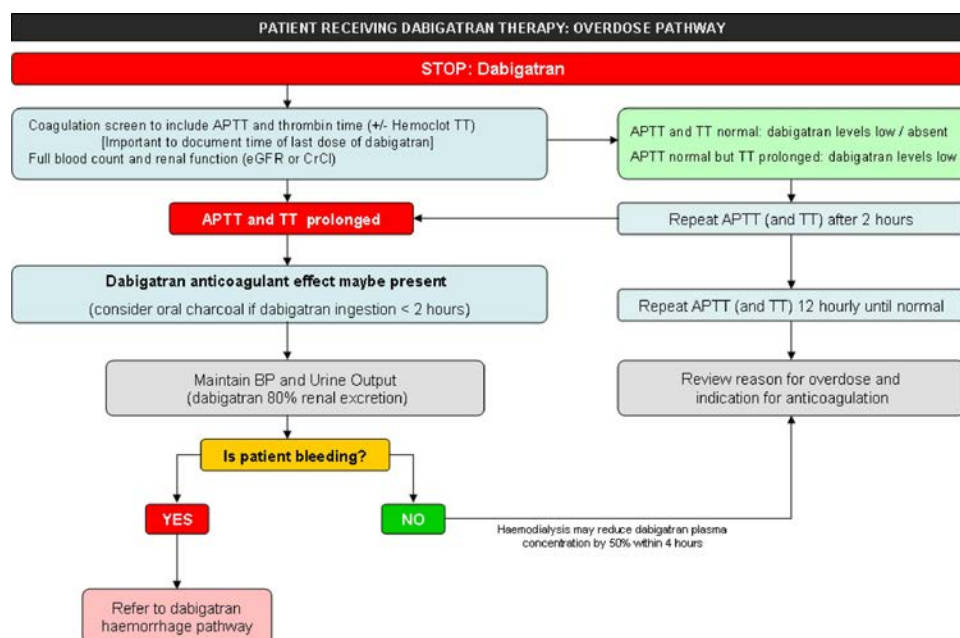 PATIENT RECEIVING DABIGATRAN THERAPY: OVERDOSE PATHWAY
STOP: Dabigatran
Coagulation screen to include APTT and thrombin time (+/- Hemoclot TT)
[Important to document time of last dose of dabigatran]
Full blood count and renal function (eGFR or CrCl)
APTT and TT normal: dabigatran levels low / absent
APTT normal but TT prolonged: dabigatran levels low
APTT and TT prolonged
Repeat APTT (and TT) after 2 hours
Dabigatran anticoagulant effect maybe present
(consider oral charcoal if dabigatran ingestion < 2 hours)
Repeat APTT (and TT) 12 hourly until normal
Maintain BP and Urine Output
(dabigatran 80% renal excretion)
Review reason for overdose and
indication for anticoagulation
Is patient bleeding?
YES
NO
Haemodialysis may reduce dabigatran plasma
concentration by 50% within 4 hours
Refer to dabigatran
haemorrhage pathway